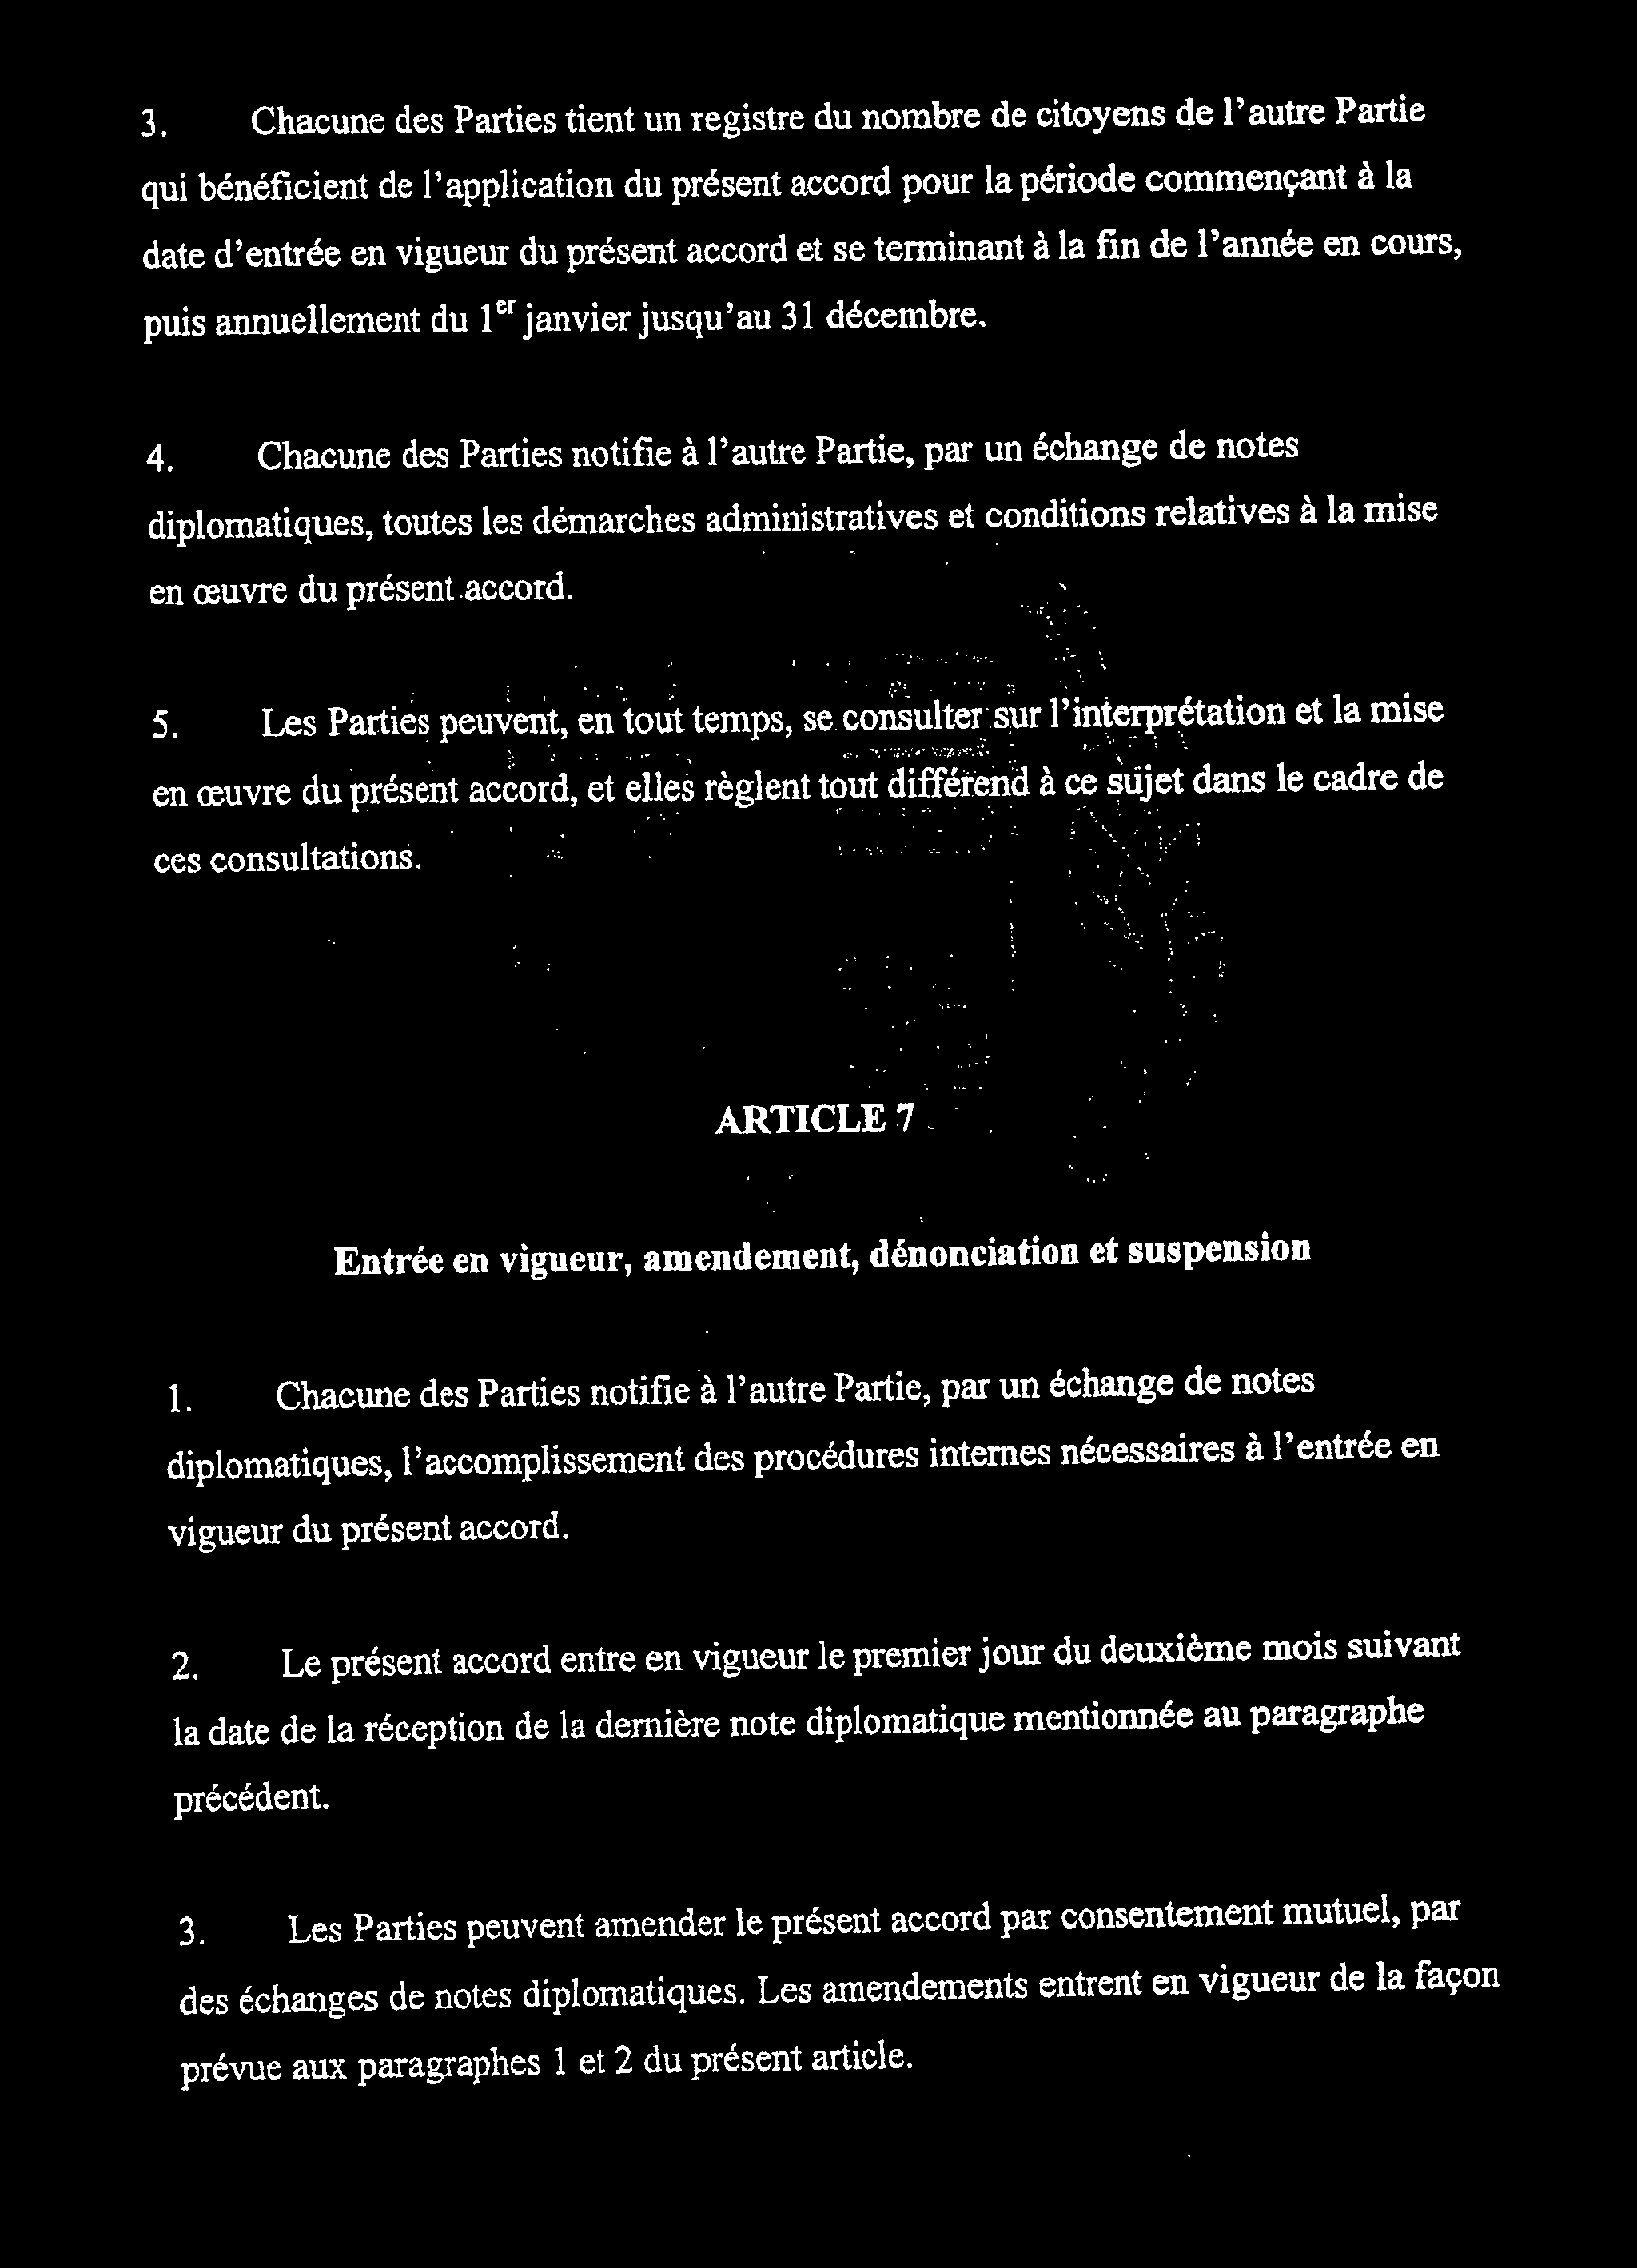 3. Chacune des Parties tient un registre du nombre de citoyens de l'autre Partie
qui bénéficient de l'application du présent accord pour la période commençant à la
date d'entrée en vigueur du présent accord et se terminant à la fin de l'année en cours,
puis annuellement du 1er janvier jusqu'au 31 décembre.
4. Chacune des Parties notifie à l'autre Partie, par un échange de notes
diplomatiques, toutes les démarches administratives et conditions relatives à la mise
en œuvre du présent accord.
5. Les Parties peuvent, en tout temps, se consulter sur l'interprétation et la mise
en œuvre du présent accord, et elles règlent tout différend à ce sujet dans le cadre de
ces consultations.
ARTICLE 7
Entrée en vigueur, amendement, dénonciation et suspension
1. Chacune des Parties notifie à l'autre Partie, par un échange de notes
diplomatiques, l'accomplissement des procédures internes nécessaires à l'entrée en
vigueur du présent accord.
2. Le présent accord entre en vigueur le premier jour du deuxième mois suivant
la date de la réception de la dernière note diplomatique mentionnée au paragraphe
précédent.
3. Les Parties peuvent amender le présent accord par consentement mutuel, par
des échanges de notes diplomatiques. Les amendements entrent en vigueur de la façon
prévue aux paragraphes 1 et 2 du présent article.